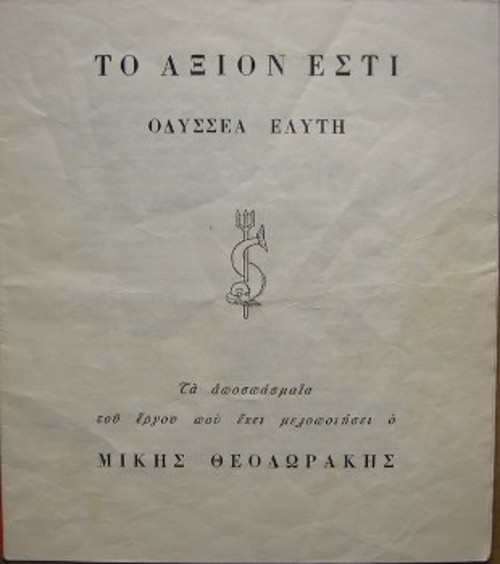 ΤΟ ΑΞΙΟΝ ΕΣΤΙ
ΟΔΥΣΣΕΑ ΕΛΥΤΗ
Τὰ ἀποσπάσματα
τοῦ ἔργου ποὺ ἔχει μελοποιήσει ὁ
ΜΙΚΗΣ ΘΕΟΔΩΡΑΚΗΣ